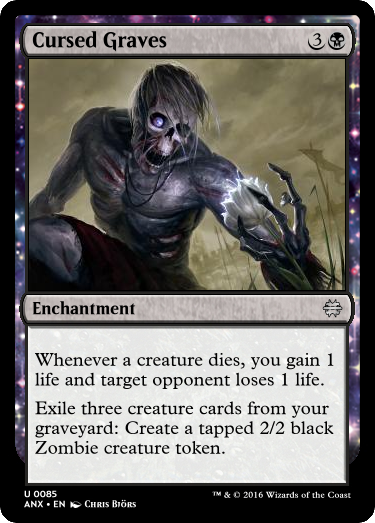 Cursed Graves 3
Enchantment
Whenever a creature dies, you gain 1
life and target opponent loses 1 life.
Exile three creature cards from your
graveyard: Create a tapped 2/2 black
Zombie creature token.
U 0085
ANX • EN Chris Bjors
™ & © 2016 Wizards of the Coast